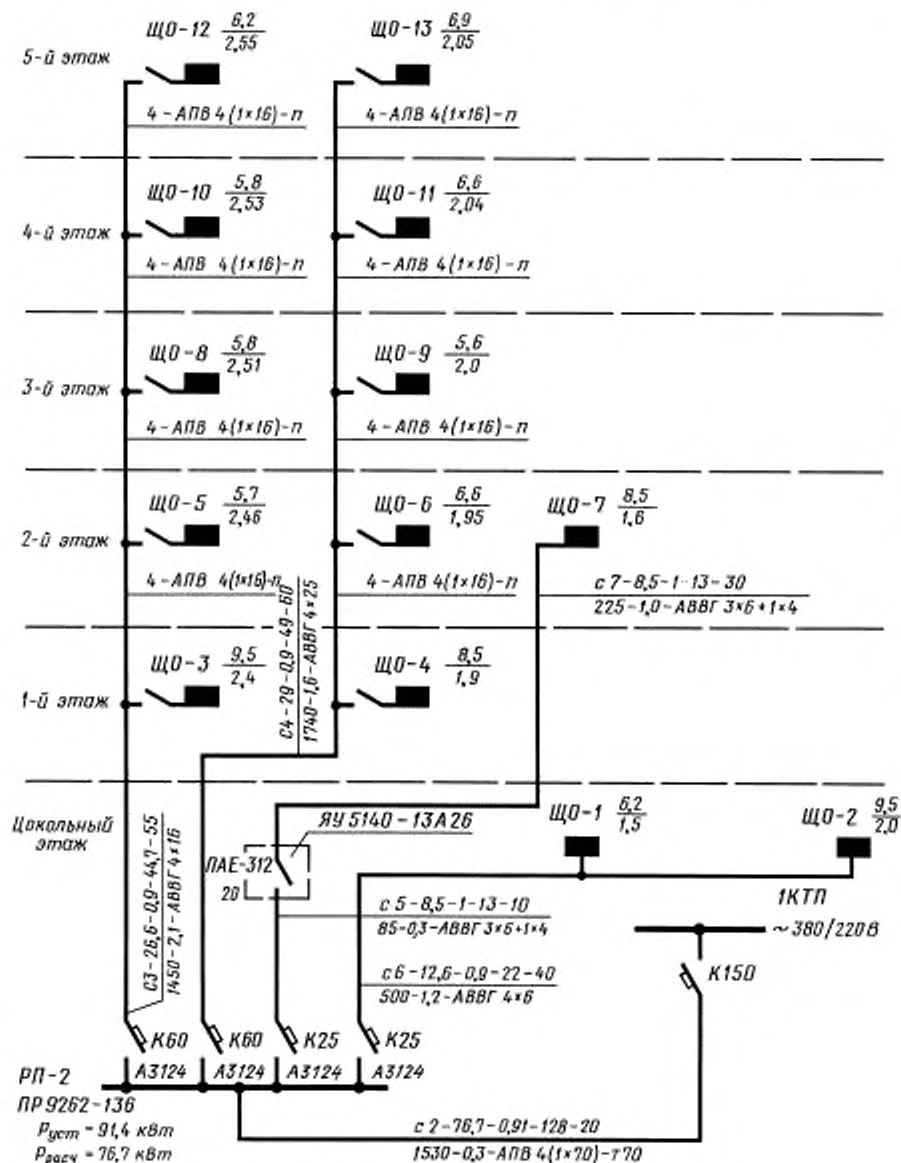 5-й этаж
ЩО-12 6,2
2,55
ЩО-13 6,9
2,05
4-АПВ 4(1×16)-п
4-АПВ 4(1×16)-п
4-й этаж
ЩО-10 5,8
2,53
ЩО-11 6,6
2,04
4-АПВ 4(1×16)-п
4-АПВ 4(1×16)-п
3-й этаж
ЩО-8 5,8
2,51
ЩО-9 5,6
2,0
4-АПВ 4(1×16)-п
4-АПВ 4(1×16)-п
2-й этаж
ЩО-5 5,7
2,46
ЩО-6 6,6
1,95
ЩО-7 8,5
1,6
4-АПВ 4(1×16)-п
4-АПВ 4(1×16)-п
с 7-8,5-1-13-30
225-1,0-АВВГ 3×6+1×4
С4-29-0,9-49-60
1740-1,6-АВВГ 4×25
1-й этаж
ЩО-3 9,5
2,4
ЩО-4 8,5
1,9
Цокольный
этаж
ЯУ 5140-13А26
ЩО-1 6,2
1,5
ЩО-2 9,5
2,0
ПАЕ-312
20
С3-26,6-0,9-44,7-55
1450-2,1-АВВГ 4×16
с 5-8,5-1-13-10
85-0,3-АВВГ 3×6+1×4
с6-12,6-0,9-22-40
500-1,2-АВВГ 4×6
1КТП
~380/220В
К150
К60
К60
К25
К25
А3124
А3124
А3124
А3124
РП-2
ПР9262-136
Руст = 91,4 кВт
Ррасч = 76,7 кВт
с 2-76,7-0,91-128-20
1530-0,3-АПВ 4(1×70)-т70